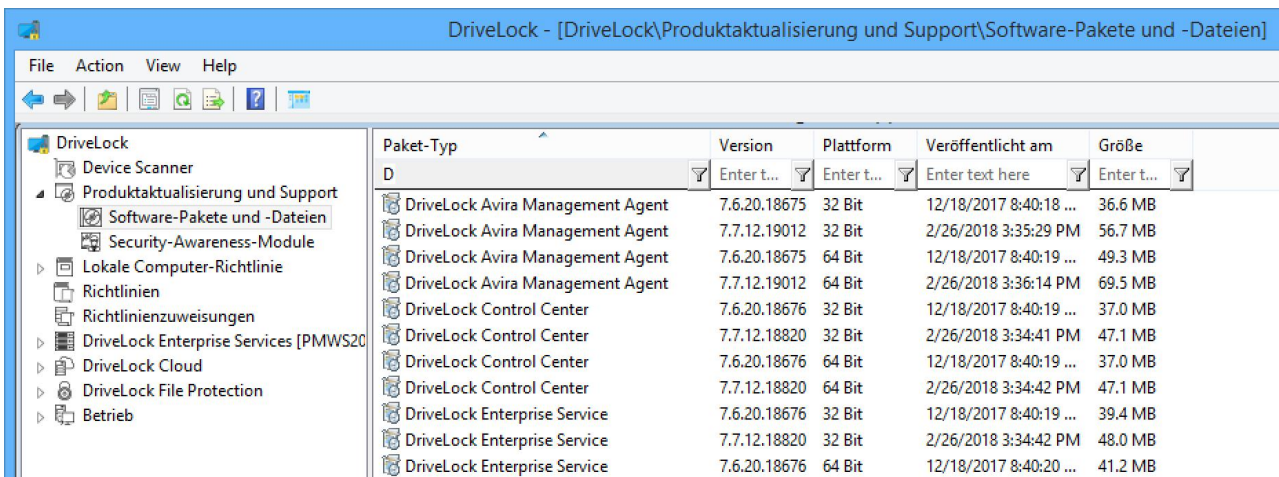 DriveLock - [DriveLock\Produktaktualisierung und Support\Software-Pakete und -Dateien]
File Action View Help
DriveLock
Device Scanner
Produktaktualisierung und Support
Software-Pakete und -Dateien
Security-Awareness-Module
Lokale Computer-Richtlinie
Richtlinien
Richtlinienzuweisungen
DriveLock Enterprise Services [PMWS20
DriveLock Cloud
DriveLock File Protection
Betrieb
Paket-Typ Version Plattform Veröffentlicht am Größe
D Enter t... Enter t... Enter text here Enter t...
DriveLock Avira Management Agent 7.6.20.18675 32 Bit 12/18/2017 8:40:18 ... 36.6 MB
DriveLock Avira Management Agent 7.7.12.19012 32 Bit 2/26/2018 3:35:29 PM 56.7 MB
DriveLock Avira Management Agent 7.6.20.18675 64 Bit 12/18/2017 8:40:19 ... 49.3 MB
DriveLock Avira Management Agent 7.7.12.19012 64 Bit 2/26/2018 3:36:14 PM 69.5 MB
DriveLock Control Center 7.6.20.18676 32 Bit 12/18/2017 8:40:19 ... 37.0 MB
DriveLock Control Center 7.7.12.18820 32 Bit 2/26/2018 3:34:41 PM 47.1 MB
DriveLock Control Center 7.6.20.18676 64 Bit 12/18/2017 8:40:19 ... 37.0 MB
DriveLock Control Center 7.7.12.18820 64 Bit 2/26/2018 3:34:42 PM 47.1 MB
DriveLock Enterprise Service 7.6.20.18676 32 Bit 12/18/2017 8:40:19 ... 39.4 MB
DriveLock Enterprise Service 7.7.12.18820 32 Bit 2/26/2018 3:34:42 PM 48.0 MB
DriveLock Enterprise Service 7.6.20.18676 64 Bit 12/18/2017 8:40:20 ... 41.2 MB